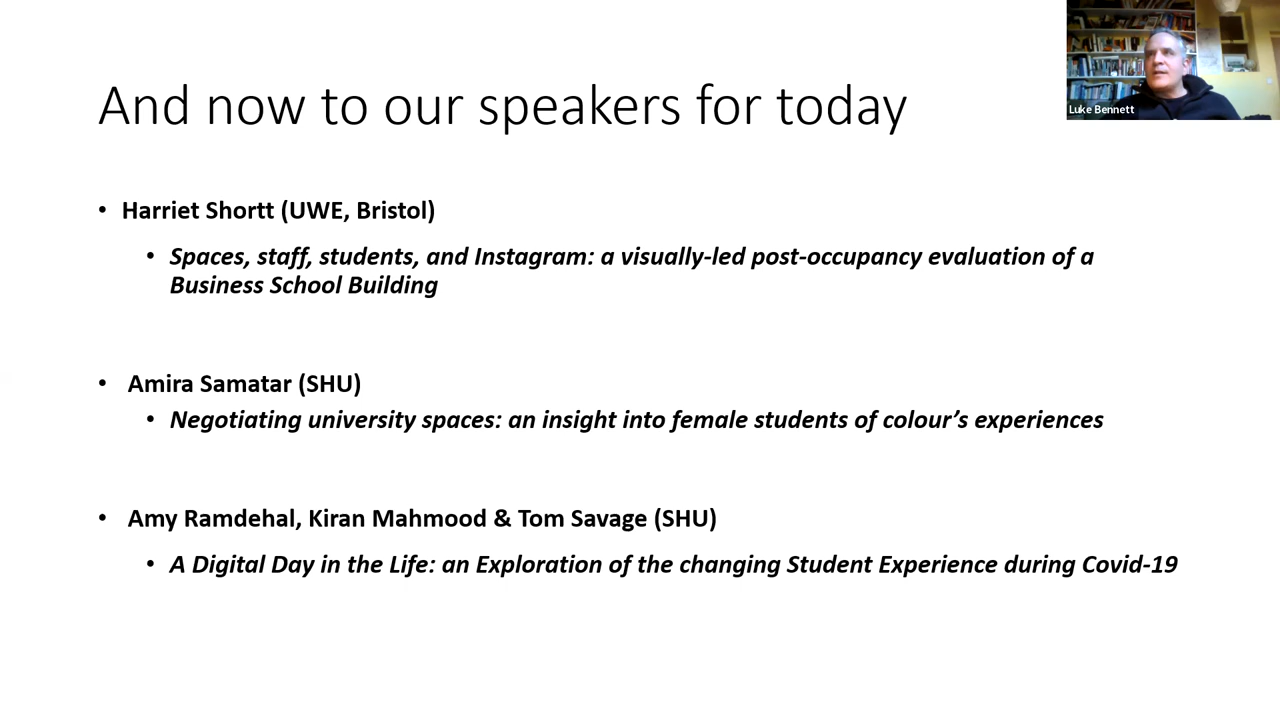 And now to our speakers for today
Luke Bennett
• Harriet Shortt (UWE, Bristol)
• Spaces, staff, students, and Instagram: a visually-led post-occupancy evaluation of a
Business School Building
• Amira Samatar (SHU)
• Negotiating university spaces: an insight into female students of colour’s experiences
• Amy Ramdehal, Kiran Mahmood & Tom Savage (SHU)
• A Digital Day in the Life: an Exploration of the changing Student Experience during Covid-19